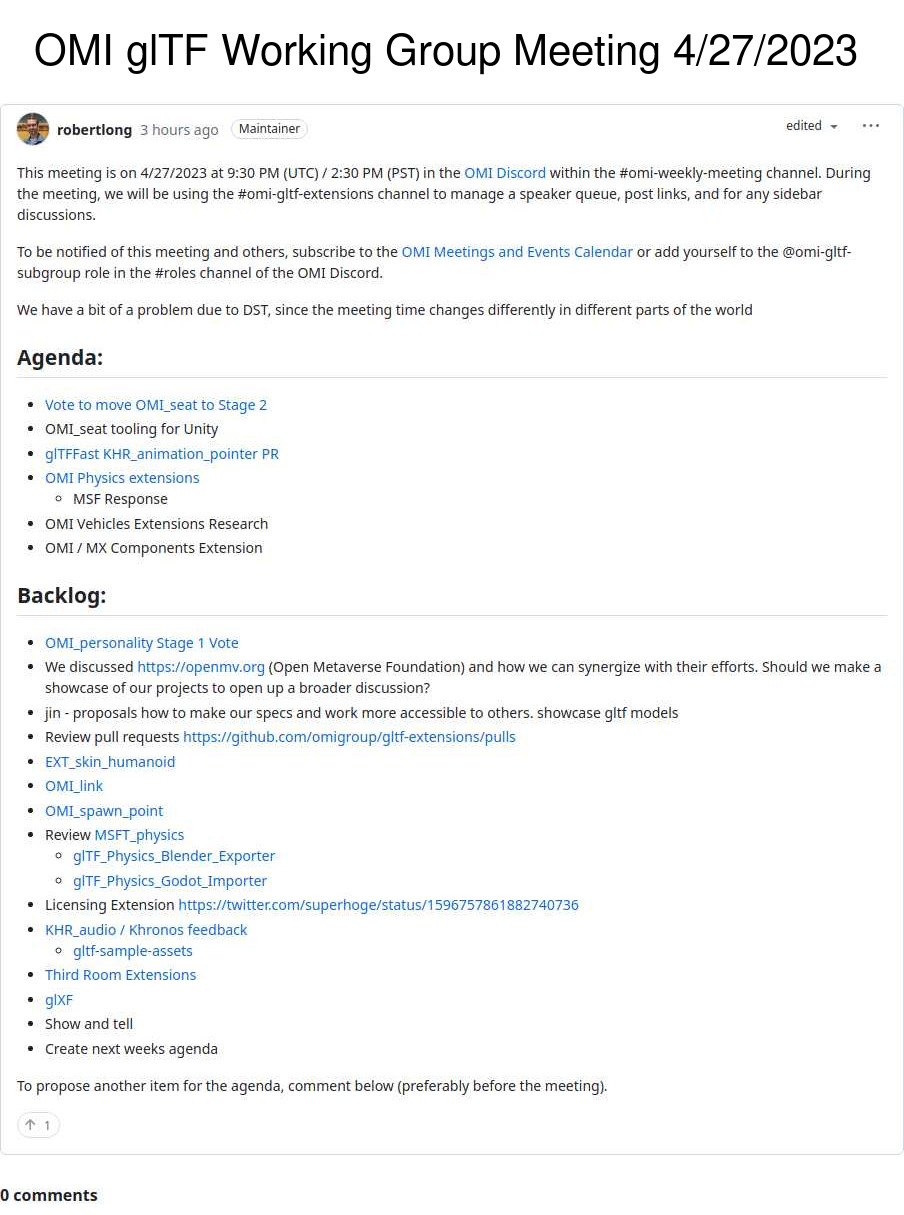 OMI glTF Working Group Meeting 4/27/2023
robertlong 3 hours ago Maintainer edited
This meeting is on 4/27/2023 at 9:30 PM (UTC) / 2:30 PM (PST) in the OMI Discord within the #omi-weekly-meeting channel. During
the meeting, we will be using the #omi-gltf-extensions channel to manage a speaker queue, post links, and for any sidebar
discussions.
To be notified of this meeting and others, subscribe to the OMI Meetings and Events Calendar or add yourself to the @omi-gltf-
subgroup role in the #roles channel of the OMI Discord.
We have a bit of a problem due to DST, since the meeting time changes differently in different parts of the world
Agenda:
Vote to move OMI_seat to Stage 2
OMI_seat tooling for Unity
glTFFast KHR_animation_pointer PR
OMI Physics extensions
MSF Response
OMI Vehicles Extensions Research
OMI / MX Components Extension
Backlog:
OMI_personality Stage 1 Vote
We discussed https://openmv.org (Open Metaverse Foundation) and how we can synergize with their efforts. Should we make a
showcase of our projects to open up a broader discussion?
jin - proposals how to make our specs and work more accessible to others. showcase gltf models
Review pull requests https://github.com/omigroup/gltf-extensions/pulls
EXT_skin_humanoid
OMI_link
OMI_spawn_point
Review MSFT_physics
glTF_Physics_Blender_Exporter
glTF_Physics_Godot_Importer
Licensing Extension https://twitter.com/superhoge/status/1596757861882740736
KHR_audio / Khronos feedback
gltf-sample-assets
Third Room Extensions
glXF
Show and tell
Create next weeks agenda
To propose another item for the agenda, comment below (preferably before the meeting).
1
0 comments